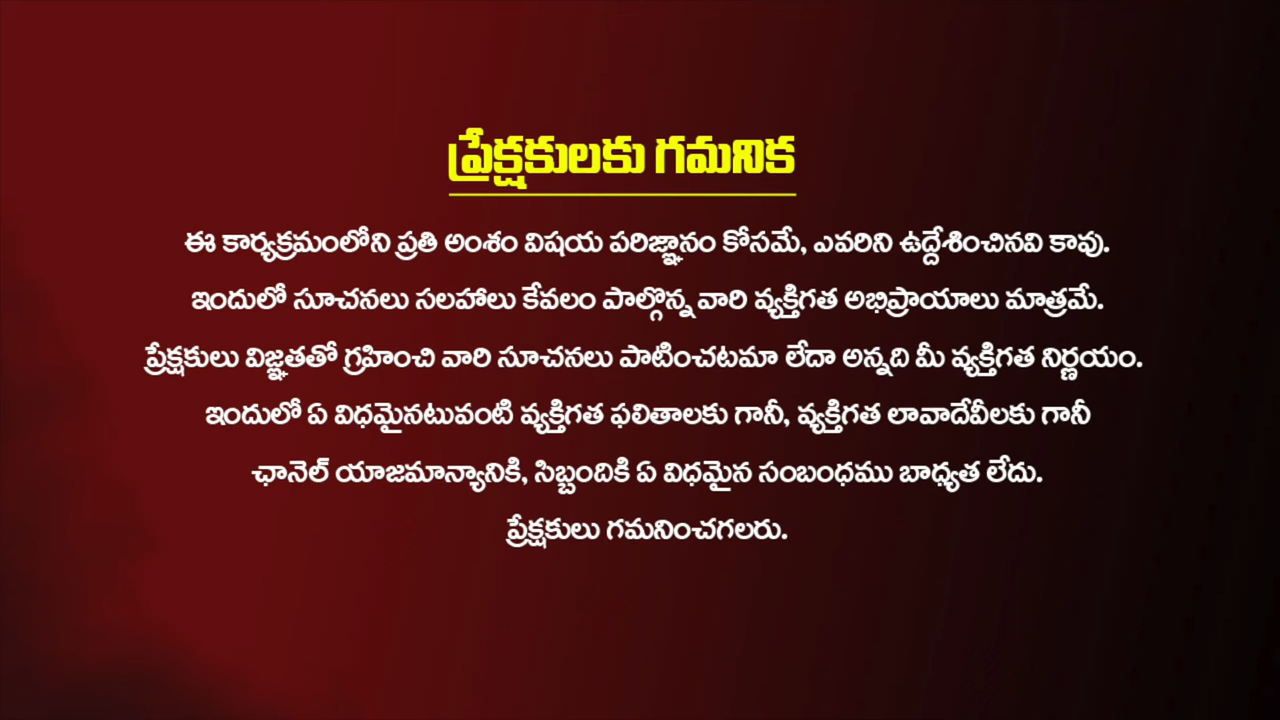 ప్రేక్షకులకు గమనిక
ఈ కార్యక్రమంలోని ప్రతి అంశం విషయ పరిజ్ఞానం కోసమే, ఎవరిని ఉద్దేశించినవి కావు.
ఇందులో సూచనలు సలహాలు కేవలం పాల్గొన్న వారి వ్యక్తిగత అభిప్రాయాలు మాత్రమే.
ప్రేక్షకులు విజ్ఞతతో గ్రహించి వారి సూచనలు పాటించటమా లేదా అన్నది మీ వ్యక్తిగత నిర్ణయం.
ఇందులో ఏ విధమైనటువంటి వ్యక్తిగత ఫలితాలకు గానీ, వ్యక్తిగత లావాదేవీలకు గానీ
ఛానెల్ యాజమాన్యానికి, సిబ్బందికి ఏ విధమైన సంబంధము బాధ్యత లేదు.
ప్రేక్షకులు గమనించగలరు.